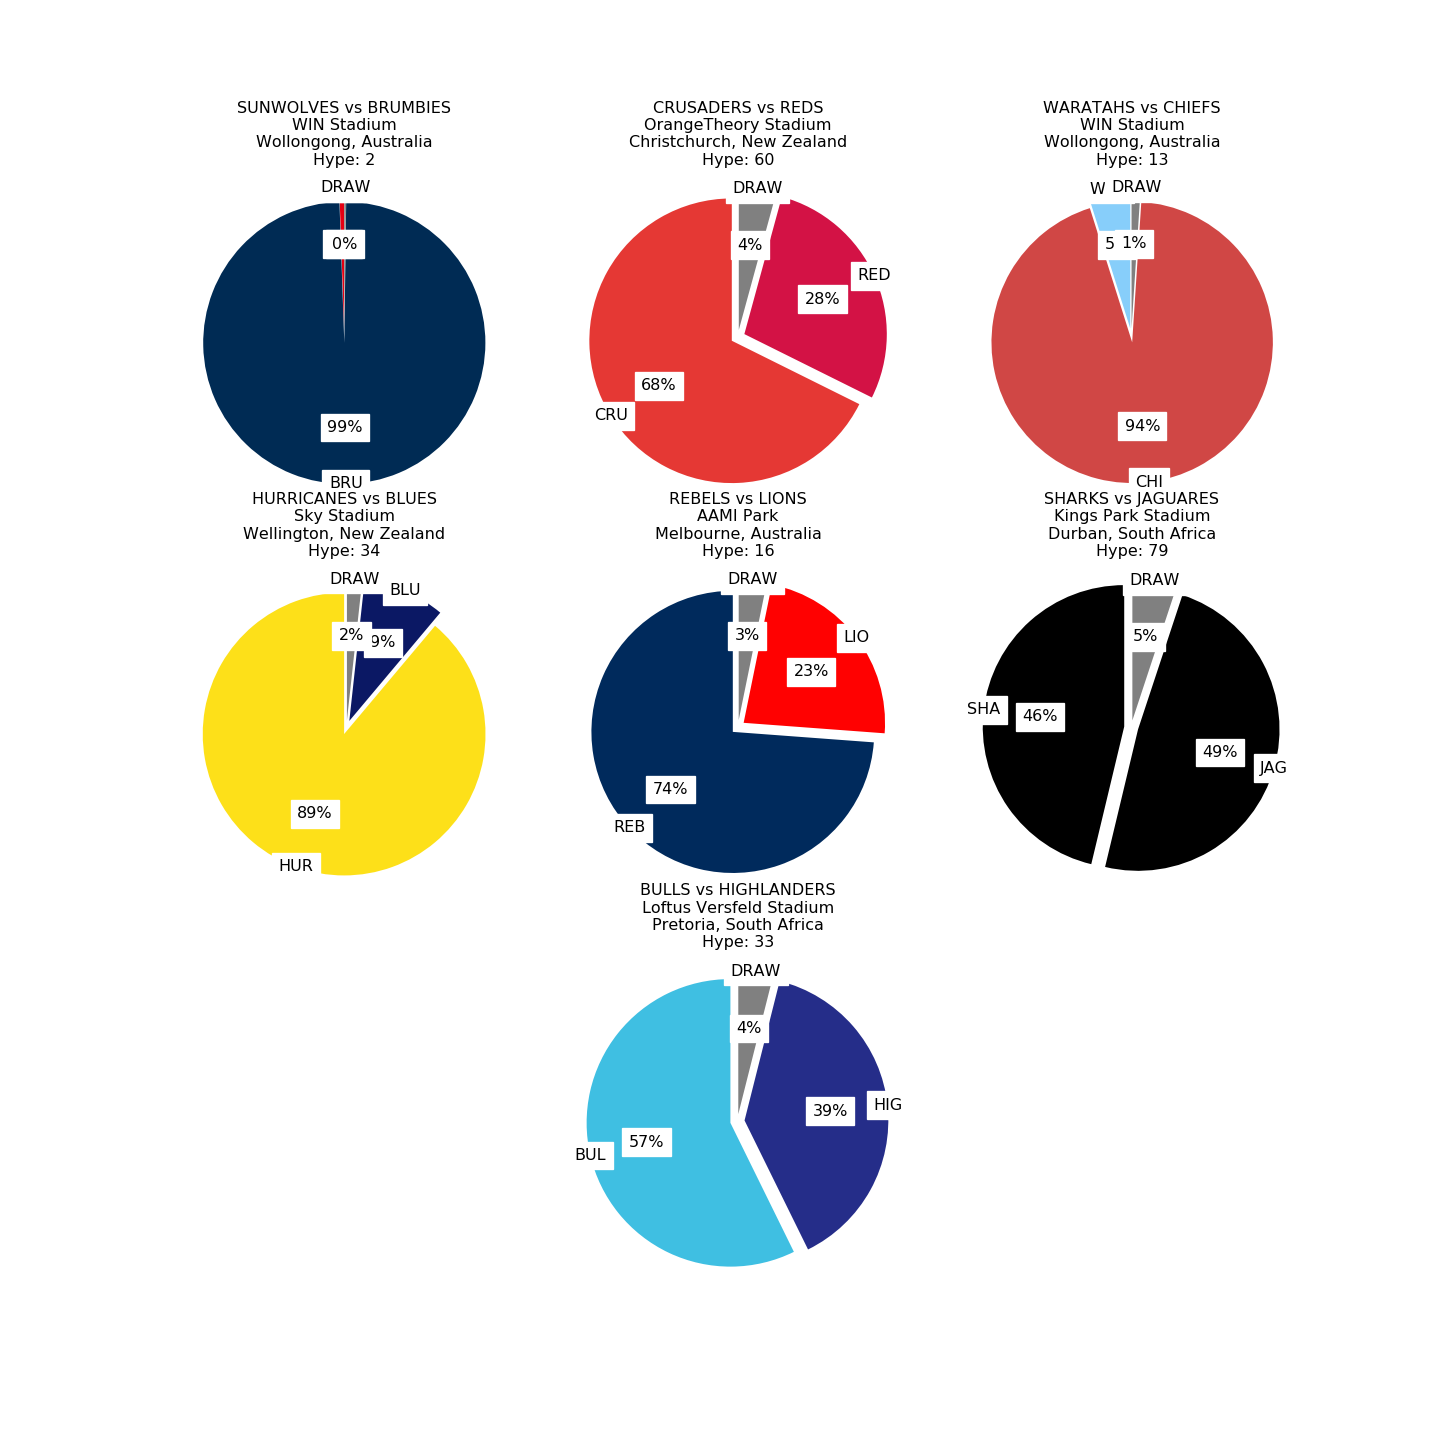 SUNWOLVES vs BRUMBIES
WIN Stadium
Wollongong, Australia
Hype: 2
DRAW
0%
99%
BRU
CRUSADERS vs REDS
OrangeTheory Stadium
Christchurch, New Zealand
Hype: 60
DRAW
4%
RED
28%
68%
CRU
WARATAHS vs CHIEFS
WIN Stadium
Wollongong, Australia
Hype: 13
W DRAW
5 1%
94%
CHI
HURRICANES vs BLUES
Sky Stadium
Wellington, New Zealand
Hype: 34
DRAW
BLU
2%
9%
89%
HUR
REBELS vs LIONS
AAMI Park
Melbourne, Australia
Hype: 16
DRAW
3%
LIO
23%
74%
REB
SHARKS vs JAGUARES
Kings Park Stadium
Durban, South Africa
Hype: 79
DRAW
5%
SHA
46%
49%
JAG
BULLS vs HIGHLANDERS
Loftus Versfeld Stadium
Pretoria, South Africa
Hype: 33
DRAW
4%
HIG
39%
57%
BUL